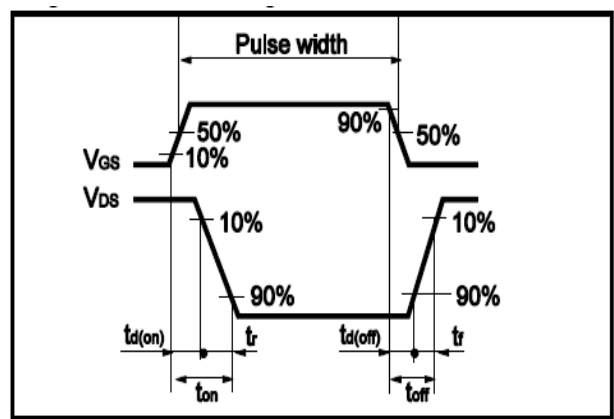 Pulse width
90%
50%
50%
VGS
10%
VDS
10%
10%
90%
90%
td(on)
tr
td(off)
tf
ton
toff